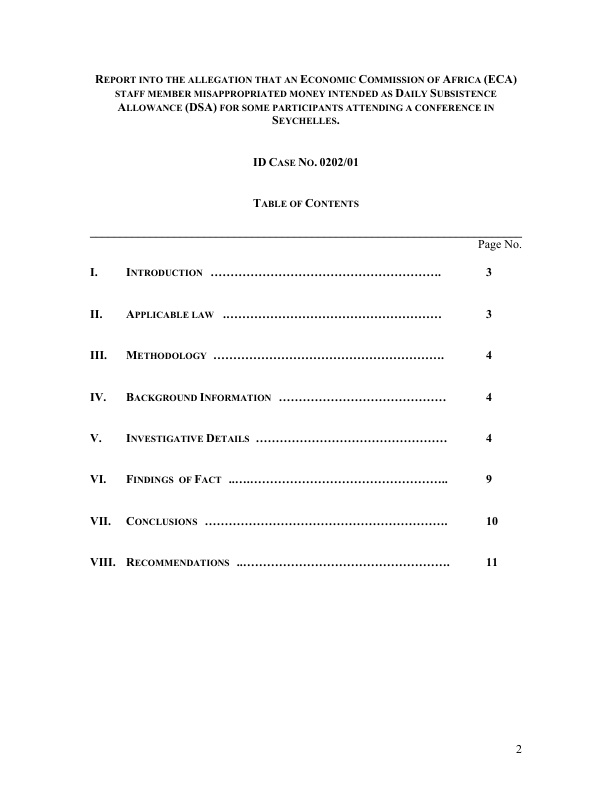 REPORT INTO THE ALLEGATION THAT AN ECONOMIC COMMISSION OF AFRICA (ECA)
STAFF MEMBER MISAPPROPRIATED MONEY INTENDED AS DAILY SUBSISTENCE
ALLOWANCE (DSA) FOR SOME PARTICIPANTS ATTENDING A CONFERENCE IN
SEYCHELLES.
ID CASE NO. 0202/01
TABLE OF CONTENTS
Page No.
I. INTRODUCTION …………………………………………………. 3
II. APPLICABLE LAW ..……………………………………………… 3
III. METHODOLOGY …………………………………………………. 4
IV. BACKGROUND INFORMATION …………………………………… 4
V. INVESTIGATIVE DETAILS ………………………………………… 4
VI. FINDINGS OF FACT ..….………………………………………….. 9
VII. CONCLUSIONS ……………………………………………………. 10
VIII. RECOMMENDATIONS ..……………………………………………. 11
2